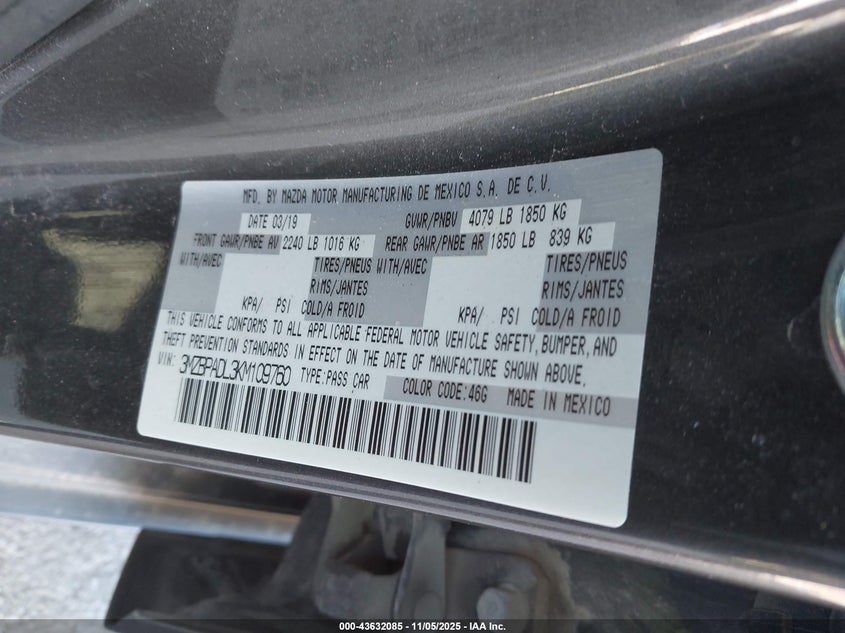 MFD. BY MAZDA MOTOR MANUFACTURING DE MEXICO S.A. DE C.V.
DATE 03/19 GVWR/PNBV 4079 LB 1850 KG
FRONT GAWR/PNBE AV 2240 LB 1016 KG REAR GAWR/PNBE AR 1850 LB 839 KG
WITH/AVEC TIRES/PNEUS WITH/AVEC TIRES/PNEUS
RIMS/JANTES RIMS/JANTES
KPA/ PSI COLD/A FROID KPA/ PSI COLD/A FROID
THIS VEHICLE CONFORMS TO ALL APPLICABLE FEDERAL MOTOR VEHICLE SAFETY, BUMPER, AND
THEFT PREVENTION STANDARDS IN EFFECT ON THE DATE OF MANUFACTURE SHOWN ABOVE.
VIN: 3MZBPADL3KM109760 TYPE:PASS CAR COLOR CODE:46G MADE IN MEXICO
000-43632085 - 11/05/2025 - IAA Inc.